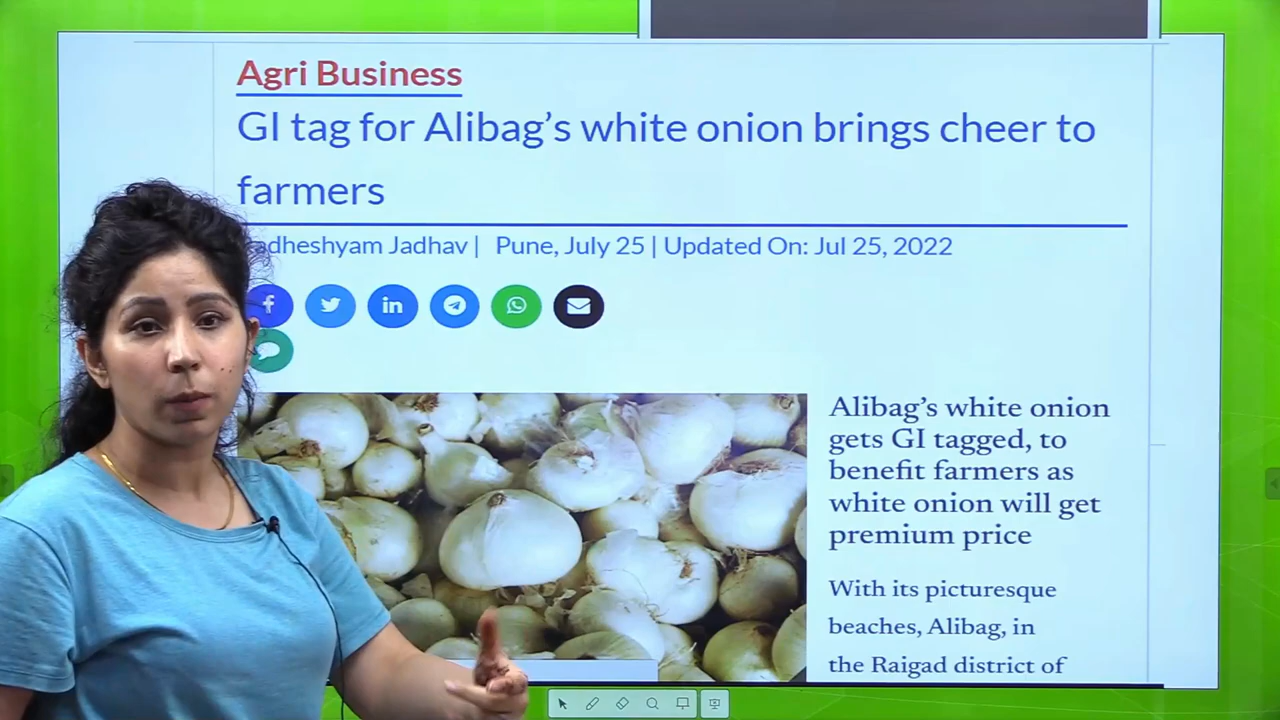 Agri Business
GI tag for Alibag's white onion brings cheer to
farmers
Jadhav | Pune, July 25 | Updated On: Jul 25, 2022
Alibag's white onion
gets GI tagged, to
benefit farmers as
white onion will get
premium price
With its picturesque
beaches, Alibag, in
the Raigad district of